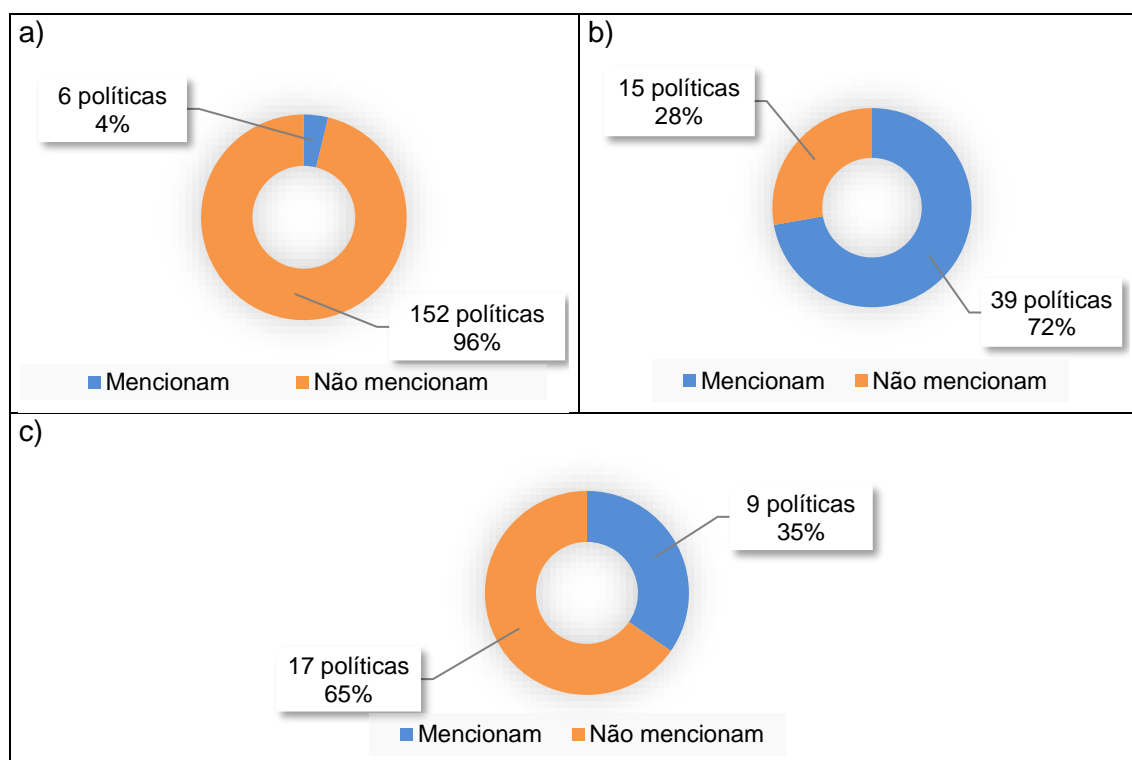 a)
6 políticas
4%
152 políticas
96%
Mencionam Não mencionam
b)
15 políticas
28%
39 políticas
72%
Mencionam Não mencionam
c)
9 políticas
35%
17 políticas
65%
Mencionam Não mencionam